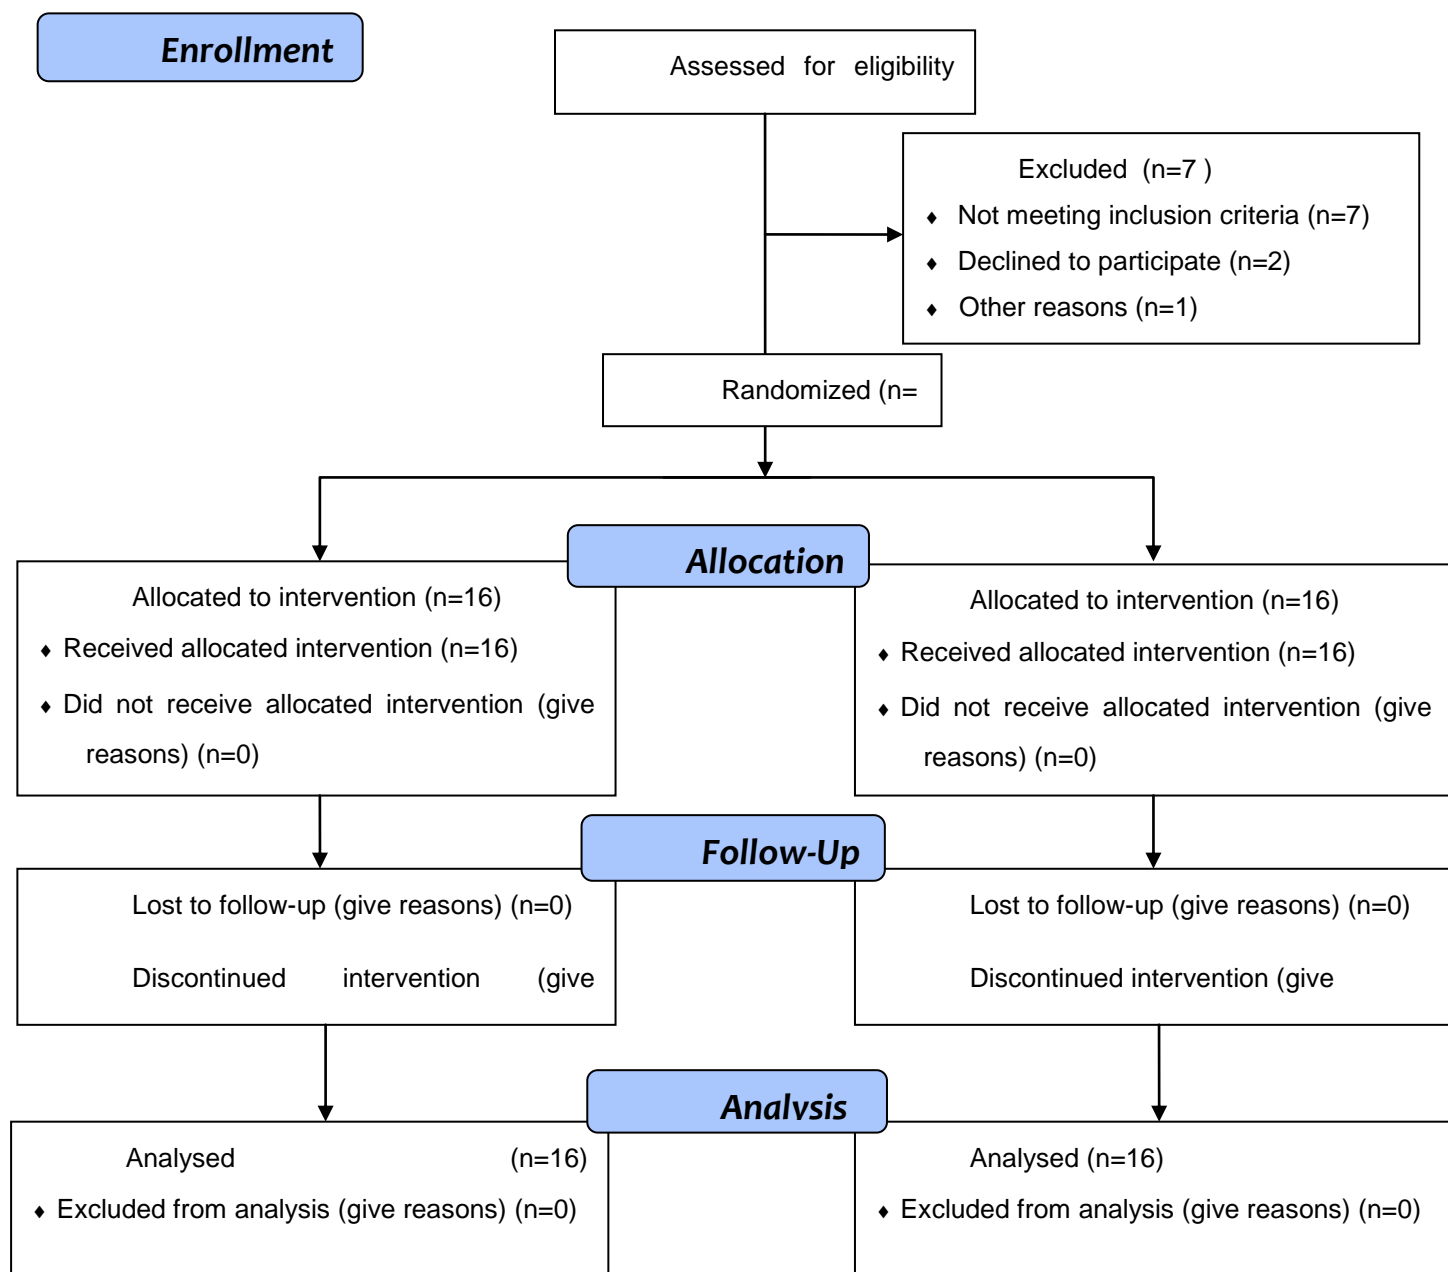 Enrollment
Assessed for eligibility
Excluded (n=7 )
♦ Not meeting inclusion criteria (n=7)
♦ Declined to participate (n=2)
♦ Other reasons (n=1)
Randomized (n=
Allocation
Allocated to intervention (n=16)
♦ Received allocated intervention (n=16)
♦ Did not receive allocated intervention (give
reasons) (n=0)
Allocated to intervention (n=16)
♦ Received allocated intervention (n=16)
♦ Did not receive allocated intervention (give
reasons) (n=0)
Follow-Up
Lost to follow-up (give reasons) (n=0)
Discontinued intervention (give
Lost to follow-up (give reasons) (n=0)
Discontinued intervention (give
Analysis
Analysed (n=16)
♦ Excluded from analysis (give reasons) (n=0)
Analysed (n=16)
♦ Excluded from analysis (give reasons) (n=0)